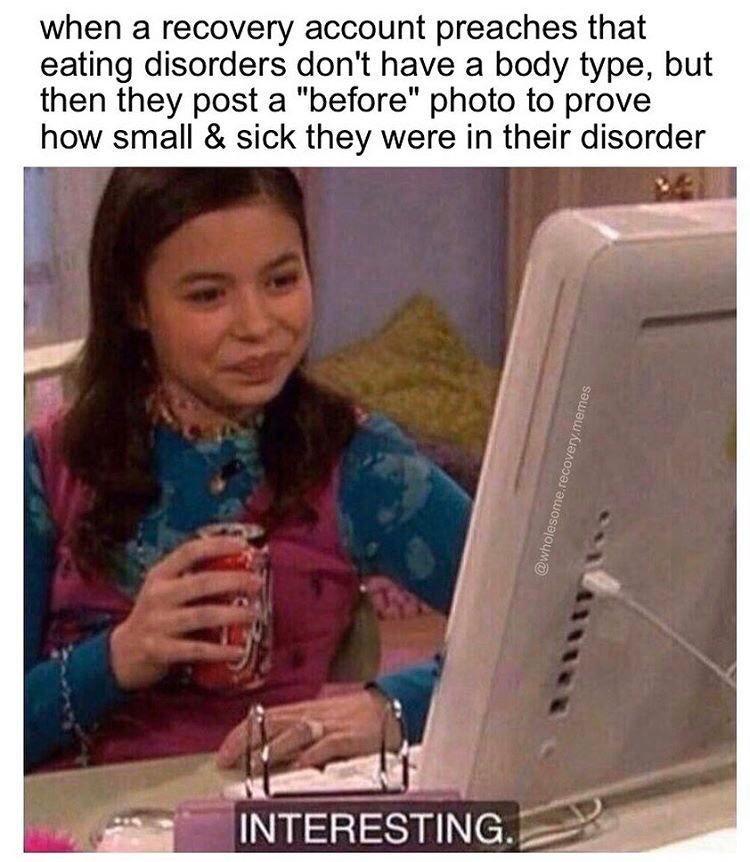 when a recovery account preaches that
eating disorders don't have a body type, but
then they post a "before" photo to prove
how small & sick they were in their disorder
@wholesome.recovery.memes
INTERESTING.